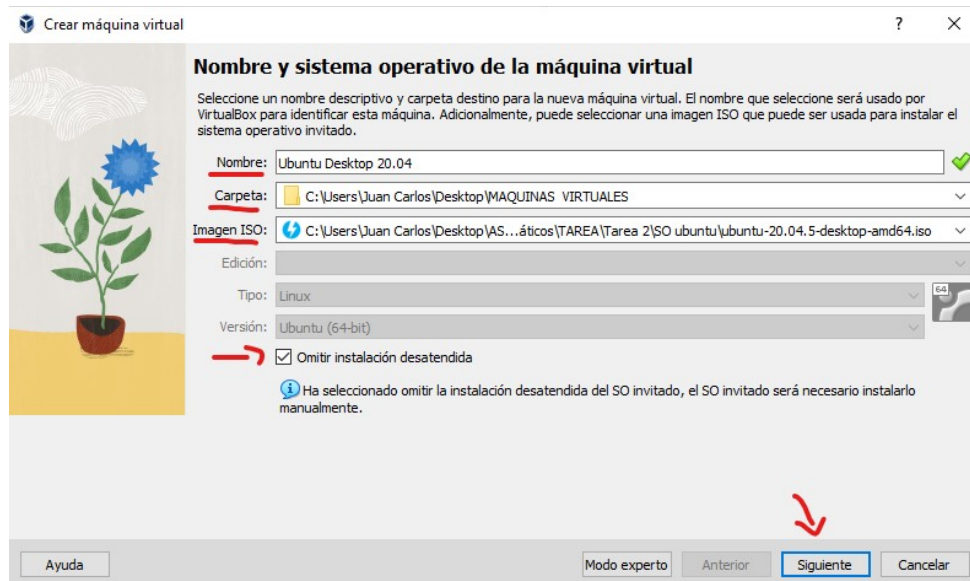 Crear máquina virtual
?
Nombre y sistema operativo de la máquina virtual
Seleccione un nombre descriptivo y carpeta destino para la nueva máquina virtual. El nombre que seleccione será usado por
VirtualBox para identificar esta máquina. Adicionalmente, puede seleccionar una imagen ISO que puede ser usada para instalar el
sistema operativo invitado.
Nombre: Ubuntu Desktop 20.04
Carpeta: C:\Users\Juan Carlos\Desktop\MAQUINAS VIRTUALES
Imagen ISO: C:\Users\Juan Carlos\Desktop\AS...áticos\TAREA\Tarea 2\SO ubuntu\ubuntu-20.04.5-desktop-amd64.iso
Edición:
Tipo: Linux
64
Versión: Ubuntu (64-bit)
Omitir instalación desatendida
Ha seleccionado omitir la instalación desatendida del SO invitado, el SO invitado será necesario instalarlo
manualmente.
Ayuda Modo experto Anterior Siguiente Cancelar